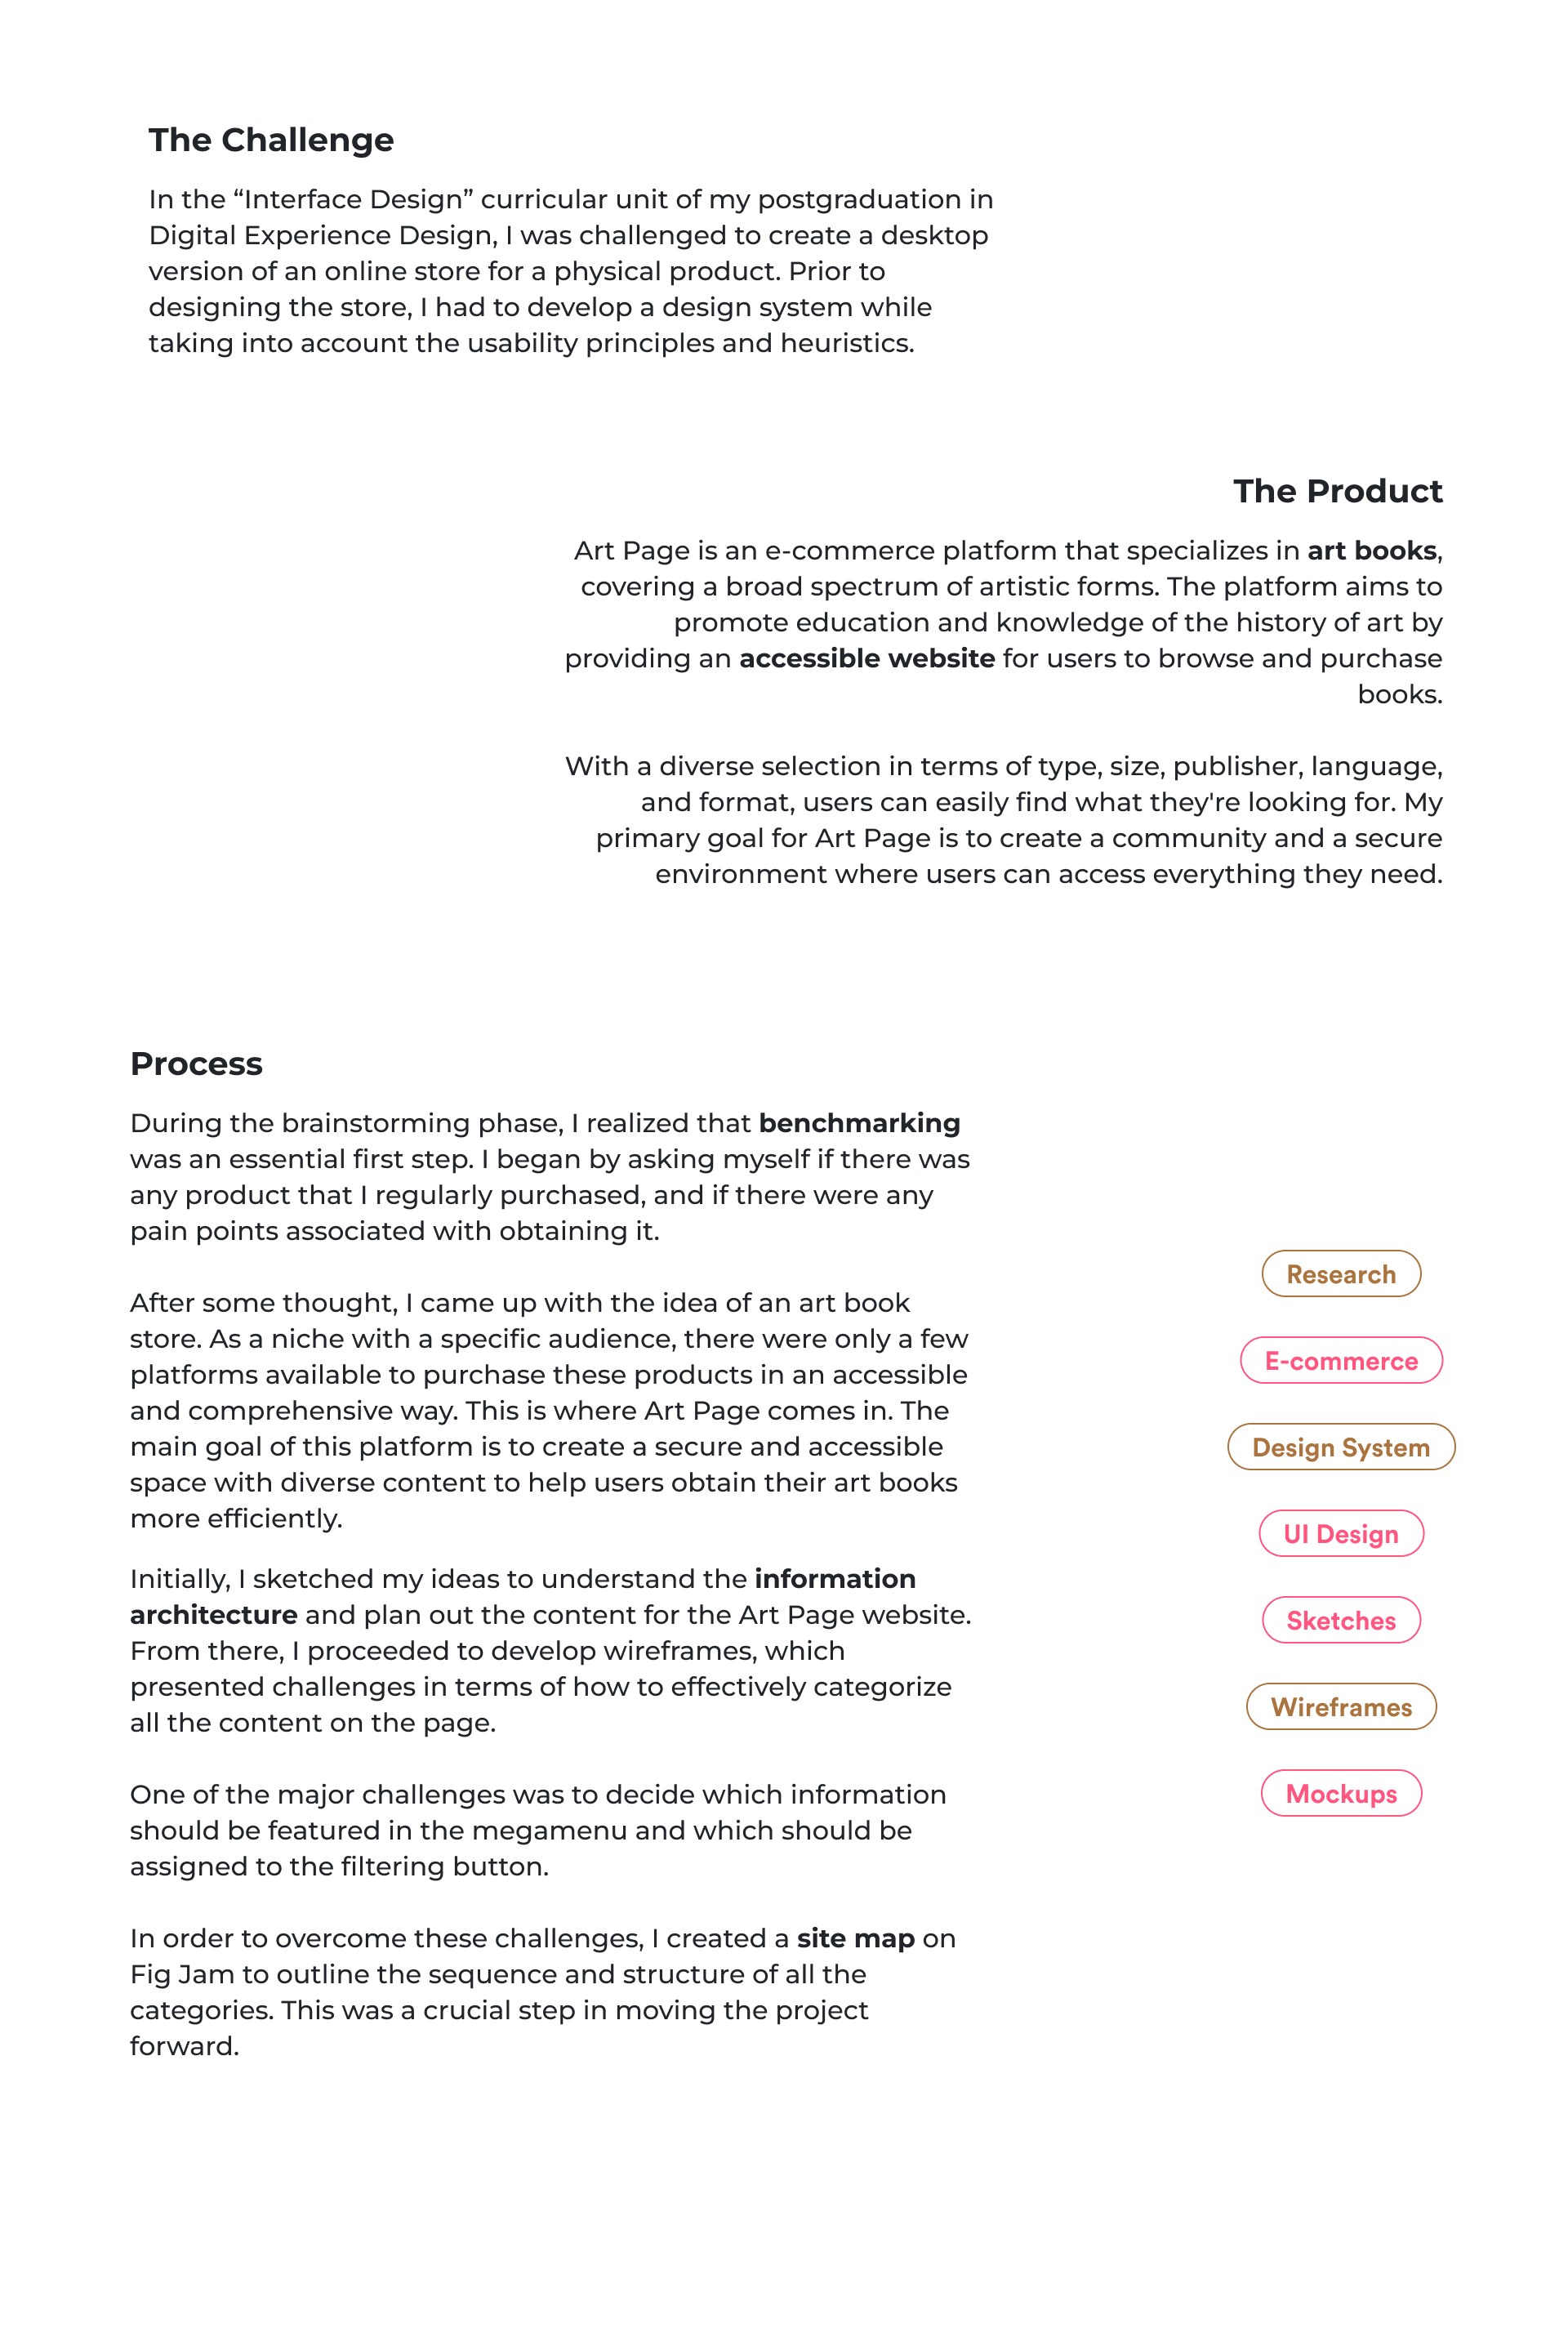 The Challenge
In the “Interface Design” curricular unit of my postgraduation in
Digital Experience Design, I was challenged to create a desktop
version of an online store for a physical product. Prior to
designing the store, I had to develop a design system while
taking into account the usability principles and heuristics.
The Product
Art Page is an e-commerce platform that specializes in art books,
covering a broad spectrum of artistic forms. The platform aims to
promote education and knowledge of the history of art by
providing an accessible website for users to browse and purchase
books.
With a diverse selection in terms of type, size, publisher, language,
and format, users can easily find what they're looking for. My
primary goal for Art Page is to create a community and a secure
environment where users can access everything they need.
Process
During the brainstorming phase, I realized that benchmarking
was an essential first step. I began by asking myself if there was
any product that I regularly purchased, and if there were any
pain points associated with obtaining it.
After some thought, I came up with the idea of an art book
store. As a niche with a specific audience, there were only a few
platforms available to purchase these products in an accessible
and comprehensive way. This is where Art Page comes in. The
main goal of this platform is to create a secure and accessible
space with diverse content to help users obtain their art books
more efficiently.
Initially, I sketched my ideas to understand the information
architecture and plan out the content for the Art Page website.
From there, I proceeded to develop wireframes, which
presented challenges in terms of how to effectively categorize
all the content on the page.
One of the major challenges was to decide which information
should be featured in the megamenu and which should be
assigned to the filtering button.
In order to overcome these challenges, I created a site map on
Fig Jam to outline the sequence and structure of all the
categories. This was a crucial step in moving the project
forward.
Research
E-commerce
Design System
UI Design
Sketches
Wireframes
Mockups